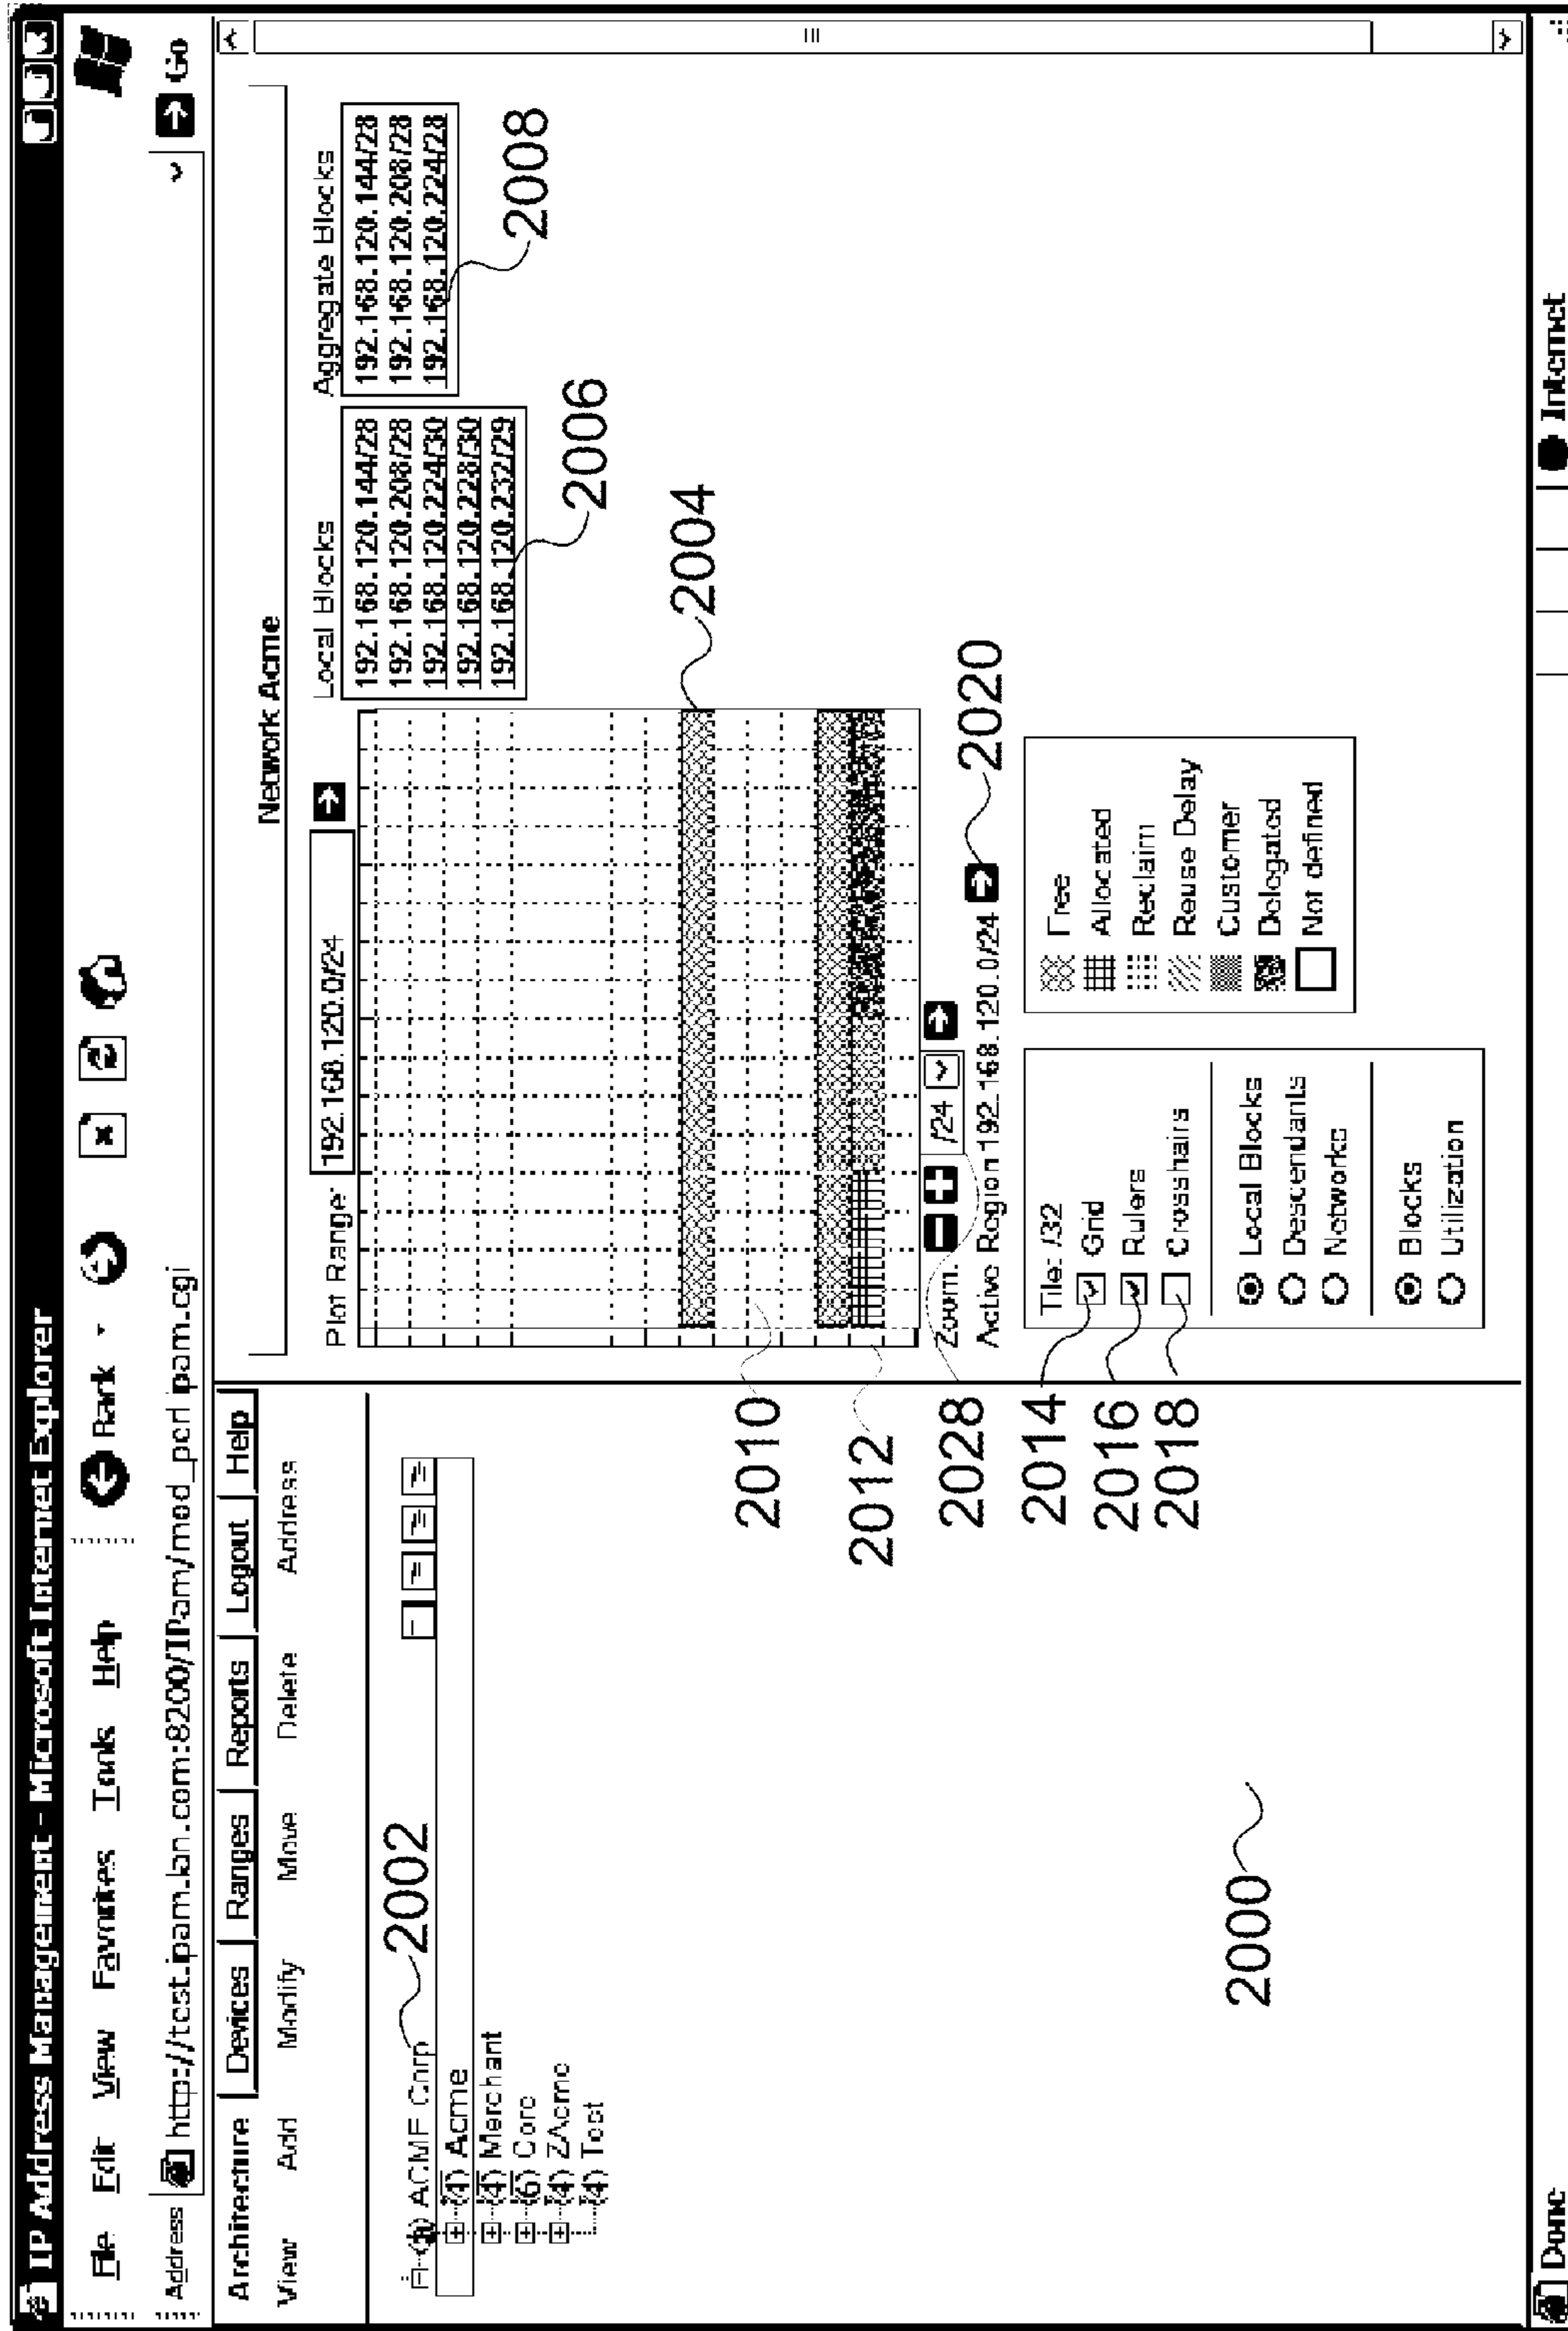 IP Address Management - Microsoft Internet Explorer
File Edit View Favorites Tools Help
Back
Address http://test.ipam.lan.com:8200/IPam/mod_perl/ipam.cgi
Go
Architecture Devices Ranges Reports Logout Help
View Add Modify Move Delete Address
ACME Corp
2002
(4) Acme
(4) Merchant
(6) Core
(4) ZAcme
(4) Test
2000
Network Acme
Plot Range 192.168.120.0/24
Local Blocks
192.168.120.144/28
192.168.120.208/28
192.168.120.224/30
192.168.120.228/30
192.168.120.232/29
2006
Aggregate Blocks
192.168.120.144/28
192.168.120.208/28
192.168.120.224/28
2008
2004
2010
2012
Zoom: /24
2028
Active Region 192.168.120.0/24
2020
Tile: /32
Grid
2014
Rulers
2016
Crosshairs
2018
Local Blocks
Descendants
Networks
Blocks
Utilization
Free
Allocated
Reclaim
Reuse Delay
Customer
Delegated
Not defined
Done
Internet